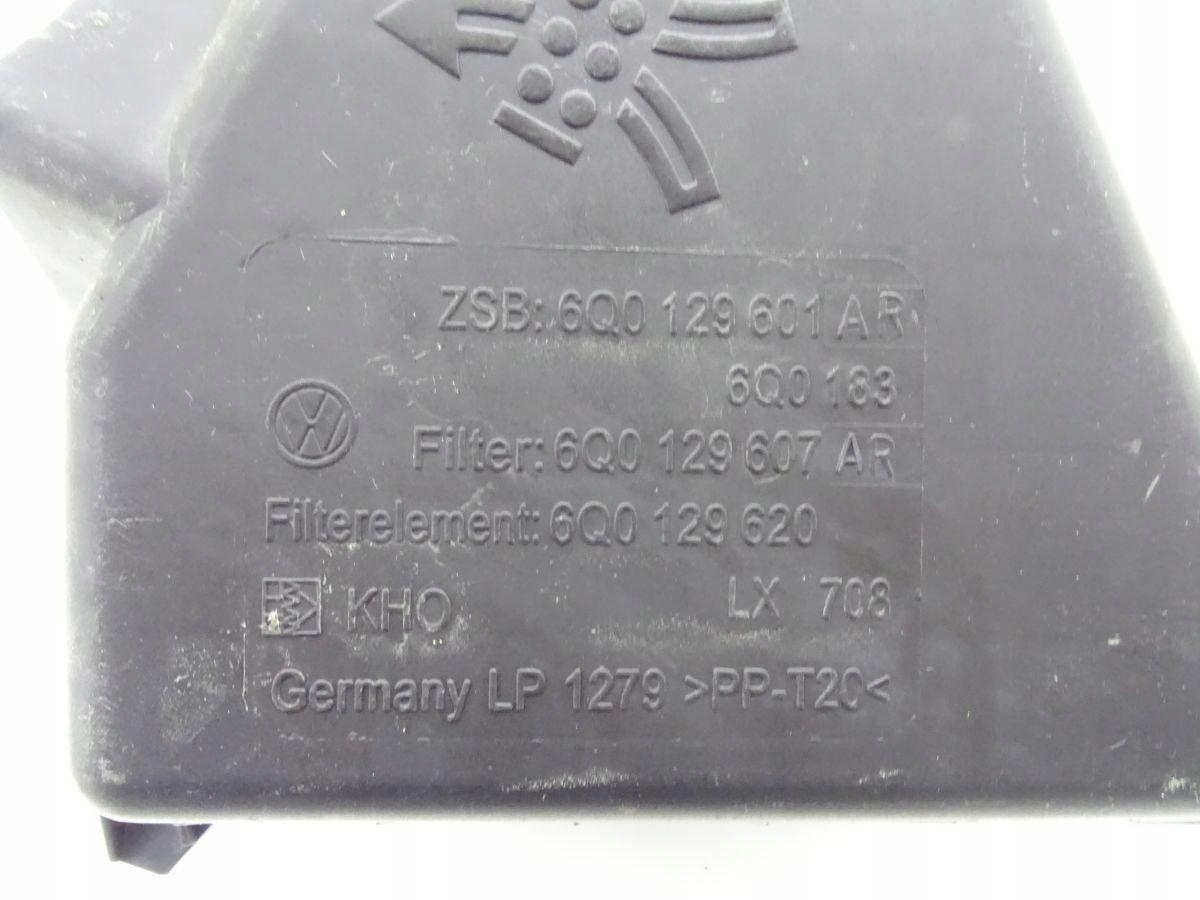 ZSB: 6Q0 129 601 AR
6Q0 183
Filter: 6Q0 129 607 AR
Filterelement: 6Q0 129 620
KHO LX 708
Germany LP 1279 >PP-T20<